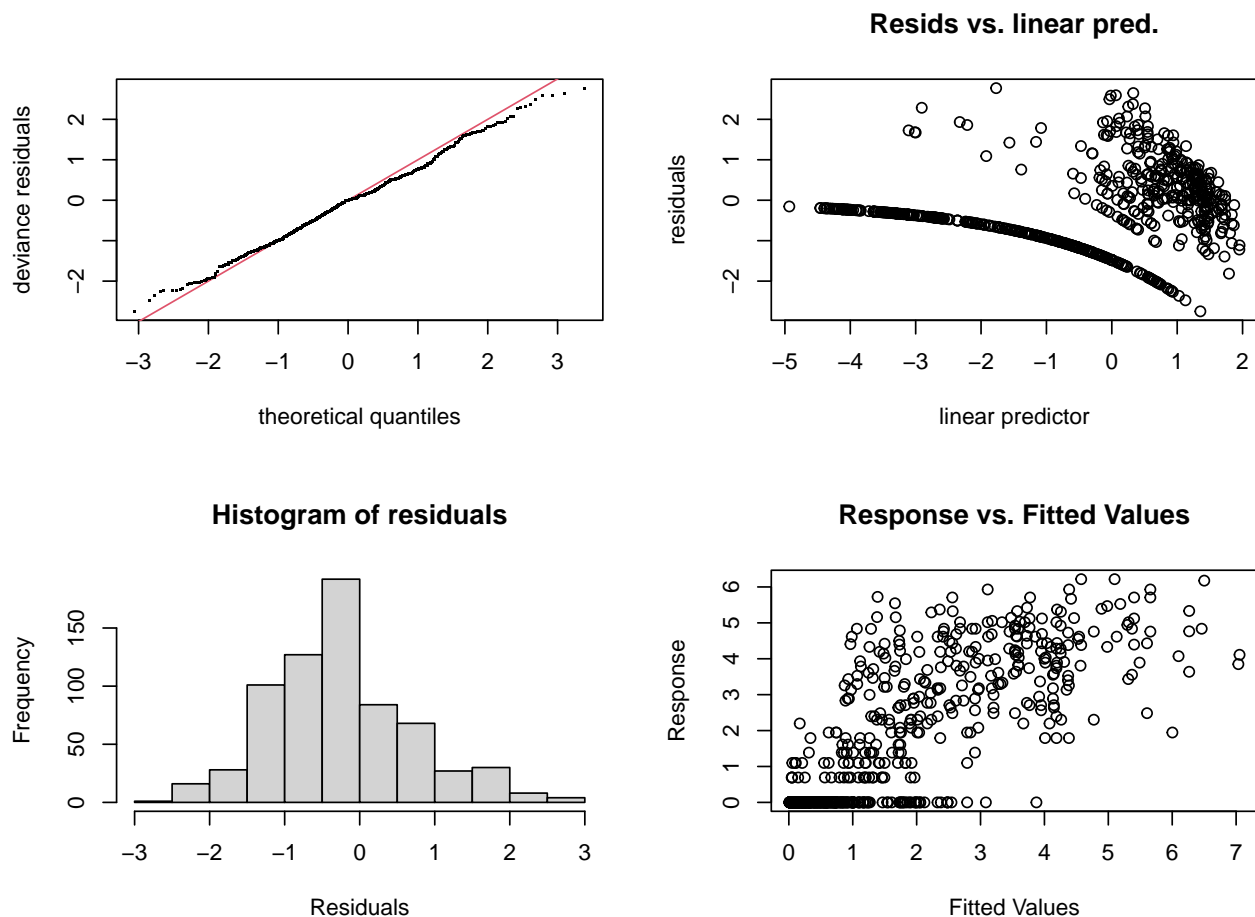 Resids vs. linear pred.
deviance residuals
2
1
0
−2
−3 −2 −1 0 1 2 3
theoretical quantiles
residuals
2
1
0
−2
−5 −4 −3 −2 −1 0 1 2
linear predictor
Histogram of residuals
Frequency
150
50
0
−3 −2 −1 0 1 2 3
Residuals
Response vs. Fitted Values
Response
6
5
4
3
2
1
0
0 1 2 3 4 5 6 7
Fitted Values